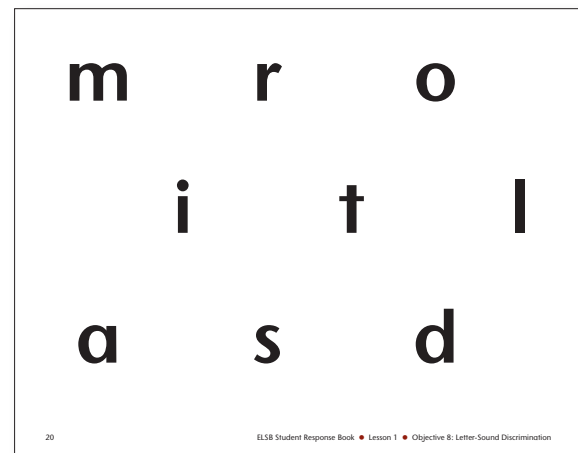 m r o
i t l
a s d
20 ELSB Student Response Book ● Lesson 1 ● Objective 8: Letter-Sound Discrimination